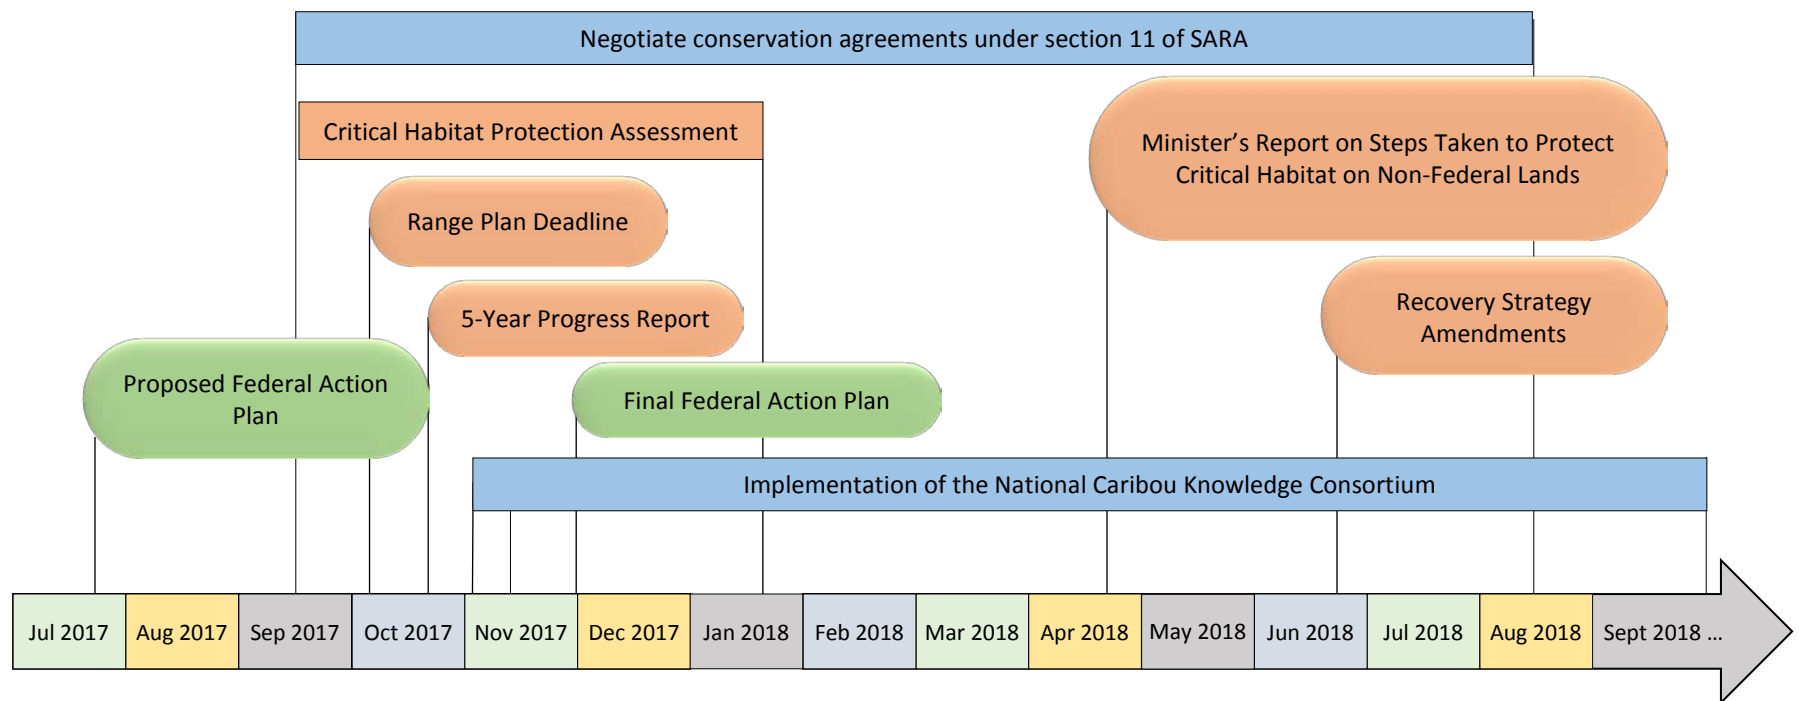 Negotiate conservation agreements under section 11 of SARA
Critical Habitat Protection Assessment
Minister's Report on Steps Taken to Protect
Critical Habitat on Non-Federal Lands
Range Plan Deadline
5-Year Progress Report
Recovery Strategy
Amendments
Proposed Federal Action
Plan
Final Federal Action Plan
Implementation of the National Caribou Knowledge Consortium
Jul 2017 Aug 2017 Sep 2017 Oct 2017 Nov 2017 Dec 2017 Jan 2018 Feb 2018 Mar 2018 Apr 2018 May 2018 Jun 2018 Jul 2018 Aug 2018 Sept 2018 ...